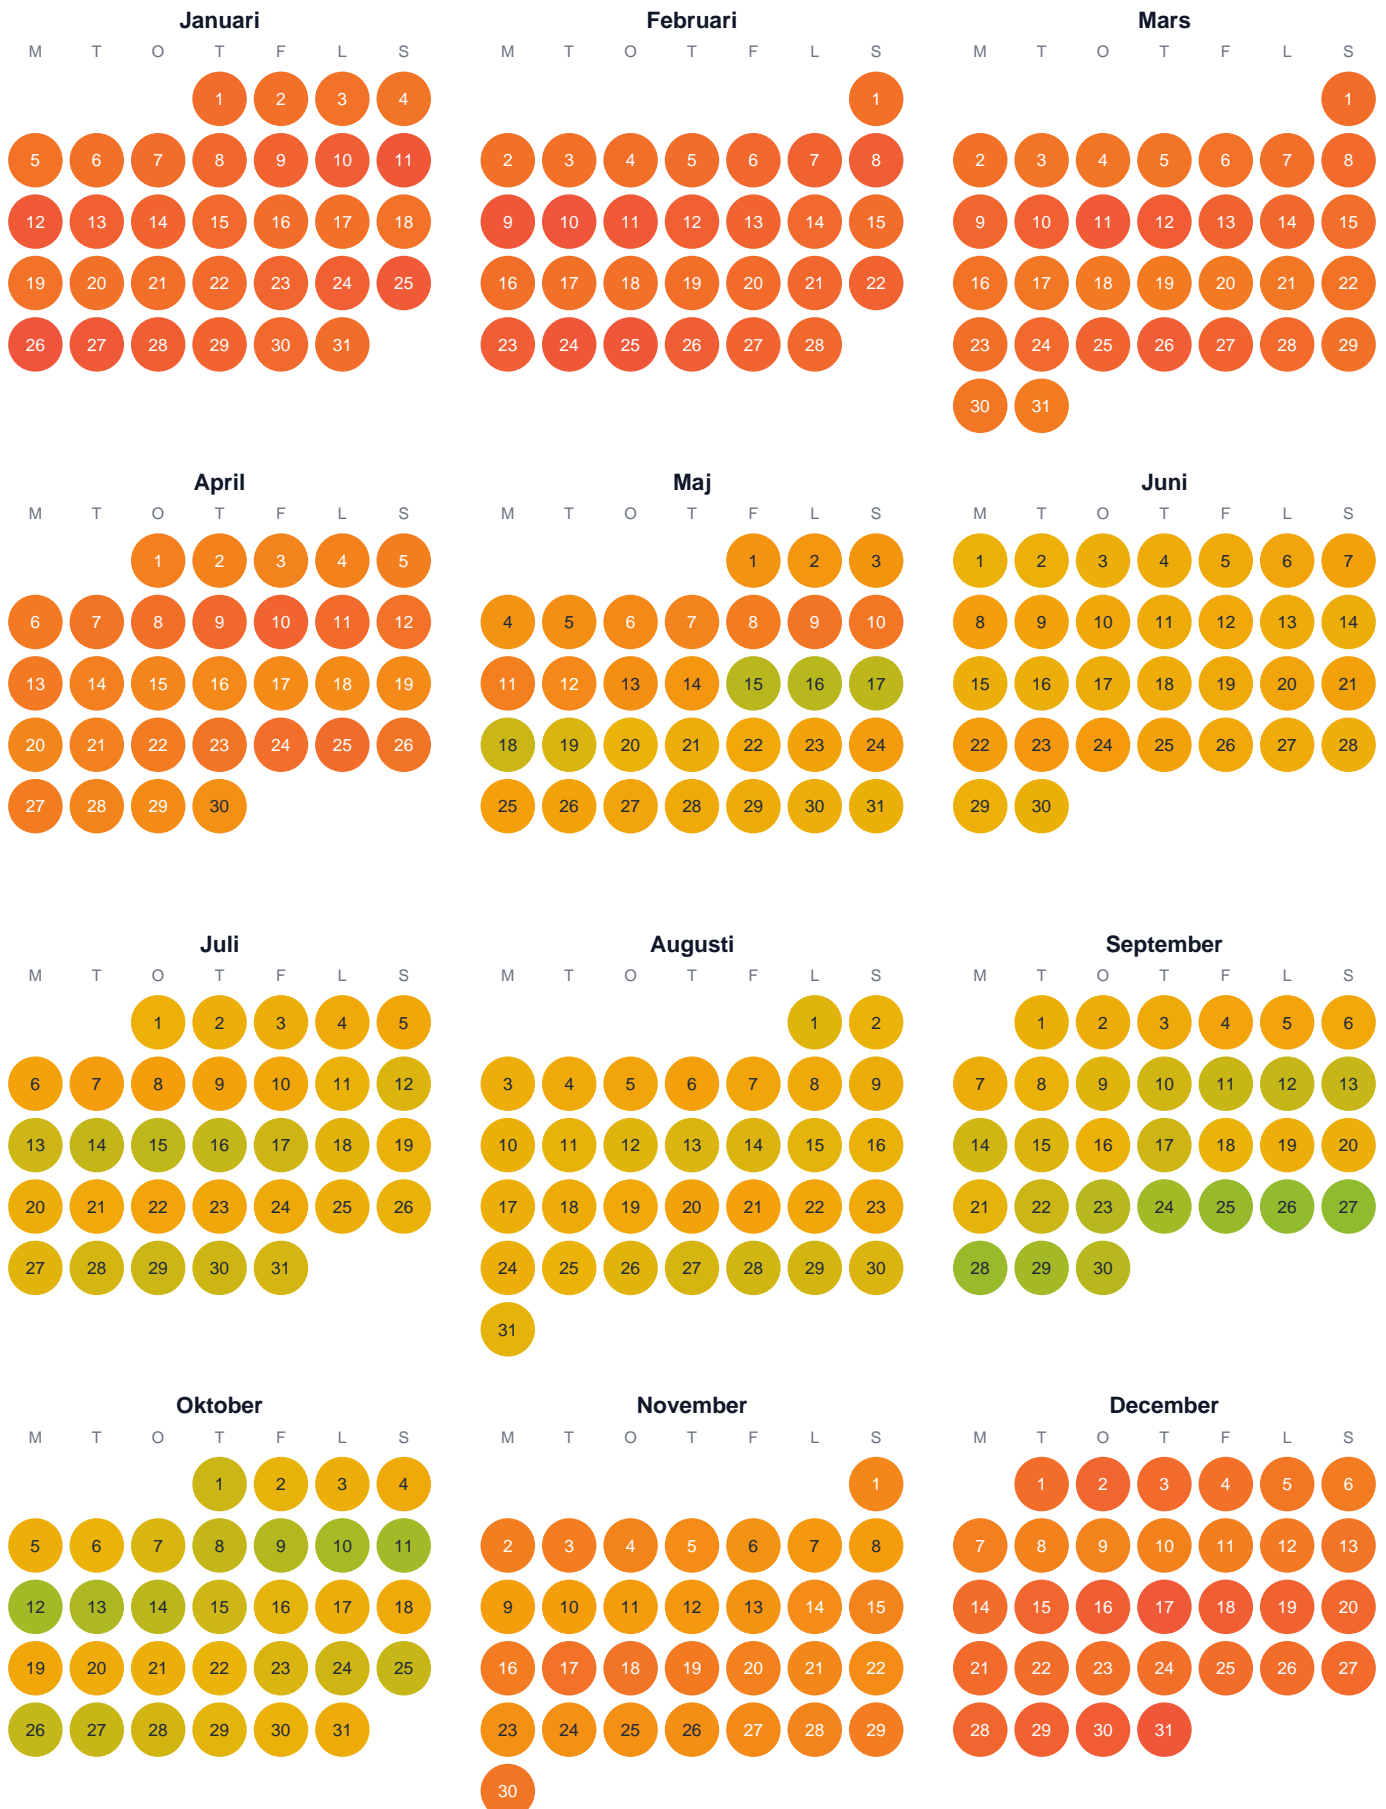 Januari Februari Mars
M T O T F L S M T O T F L S M T O T F L S
1 2 3 4 1 1
5 6 7 8 9 10 11 2 3 4 5 6 7 8 2 3 4 5 6 7 8
12 13 14 15 16 17 18 9 10 11 12 13 14 15 9 10 11 12 13 14 15
19 20 21 22 23 24 25 16 17 18 19 20 21 22 16 17 18 19 20 21 22
26 27 28 29 30 31 23 24 25 26 27 28 23 24 25 26 27 28 29
30 31
April Maj Juni
M T O T F L S M T O T F L S M T O T F L S
1 2 3 4 5 1 2 3 1 2 3 4 5 6 7
6 7 8 9 10 11 12 4 5 6 7 8 9 10 8 9 10 11 12 13 14
13 14 15 16 17 18 19 11 12 13 14 15 16 17 15 16 17 18 19 20 21
20 21 22 23 24 25 26 18 19 20 21 22 23 24 22 23 24 25 26 27 28
27 28 29 30 25 26 27 28 29 30 31 29 30
Juli Augusti September
M T O T F L S M T O T F L S M T O T F L S
1 2 3 4 5 1 2 1 2 3 4 5 6
6 7 8 9 10 11 12 3 4 5 6 7 8 9 7 8 9 10 11 12 13
13 14 15 16 17 18 19 10 11 12 13 14 15 16 14 15 16 17 18 19 20
20 21 22 23 24 25 26 17 18 19 20 21 22 23 21 22 23 24 25 26 27
27 28 29 30 31 24 25 26 27 28 29 30 28 29 30
31
Oktober November December
M T O T F L S M T O T F L S M T O T F L S
1 2 3 4 1 1 2 3 4 5 6
5 6 7 8 9 10 11 2 3 4 5 6 7 8 7 8 9 10 11 12 13
12 13 14 15 16 17 18 9 10 11 12 13 14 15 14 15 16 17 18 19 20
19 20 21 22 23 24 25 16 17 18 19 20 21 22 21 22 23 24 25 26 27
26 27 28 29 30 31 23 24 25 26 27 28 29 28 29 30 31
30